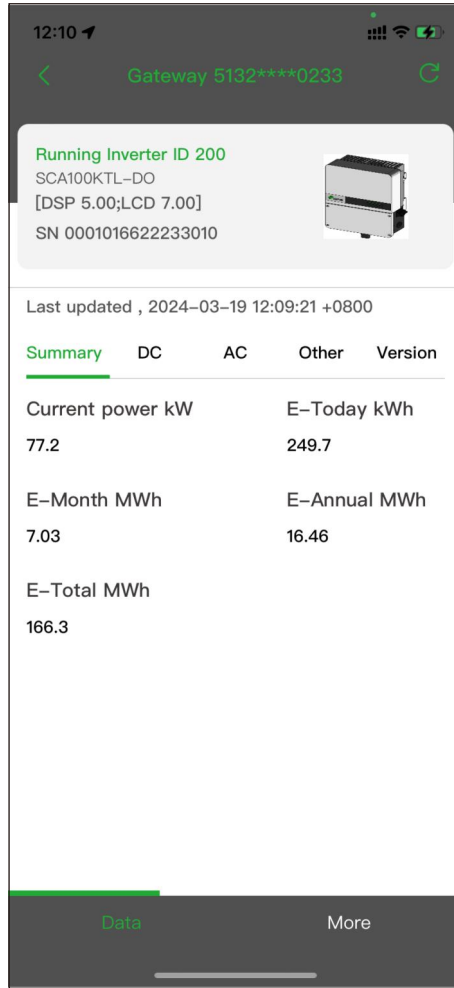 12:10
Gateway 5132****0233
Running Inverter ID 200
SCA100KTL-DO
[DSP 5.00;LCD 7.00]
SN 0001016622233010
Last updated , 2024-03-19 12:09:21 +0800
Summary DC AC Other Version
Current power kW E-Today kWh
77.2 249.7
E-Month MWh E-Annual MWh
7.03 16.46
E-Total MWh
166.3
Data More